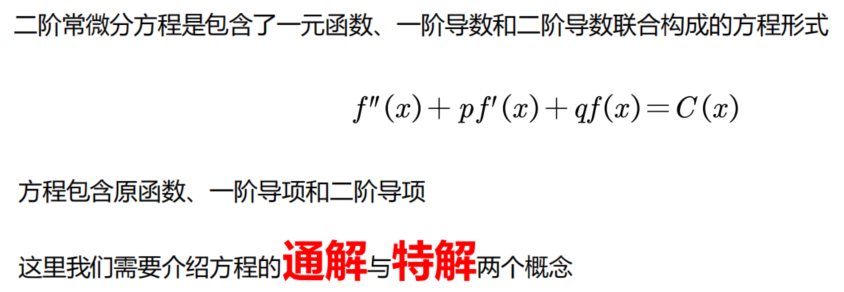 二阶常微分方程是包含了一元函数、一阶导数和二阶导数联合构成的方程形式
f″(x)+pf′(x)+qf(x)=C(x)
方程包含原函数、一阶导项和二阶导项
这里我们需要介绍方程的通解与特解两个概念